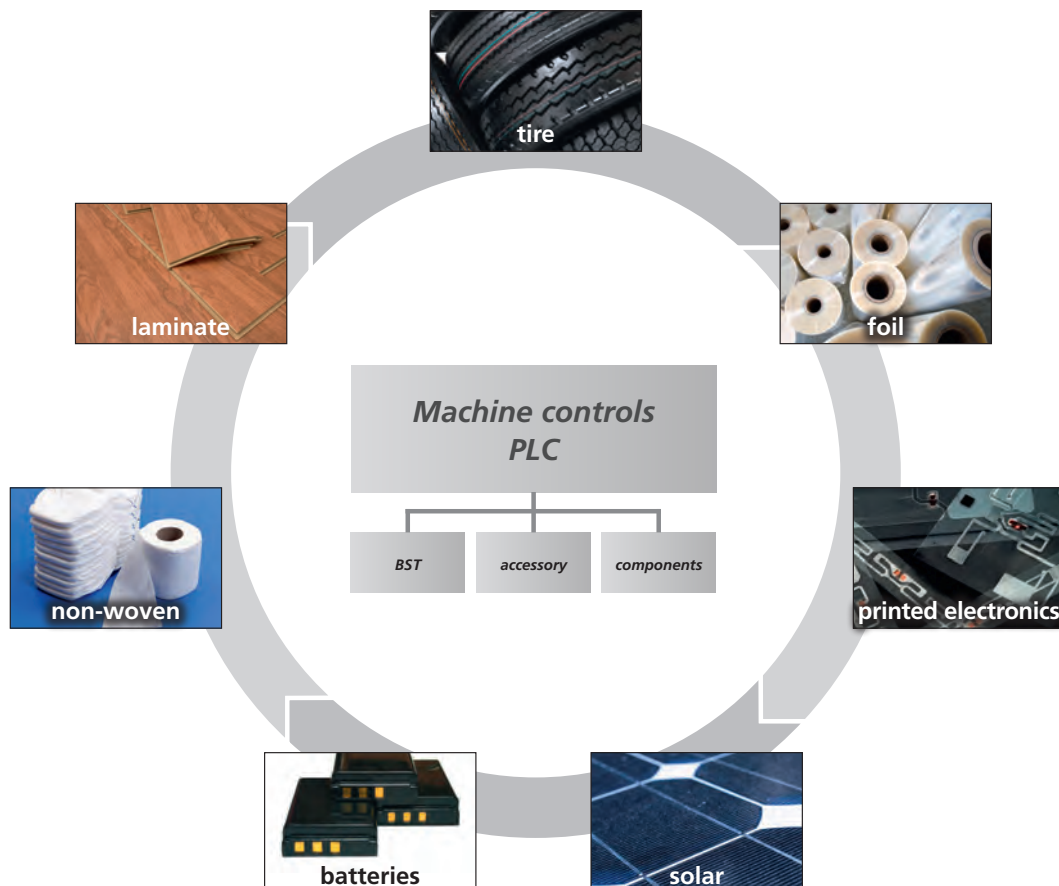 tire
laminate
foil
Machine controls
PLC
BST
accessory
components
non-woven
printed electronics
batteries
solar